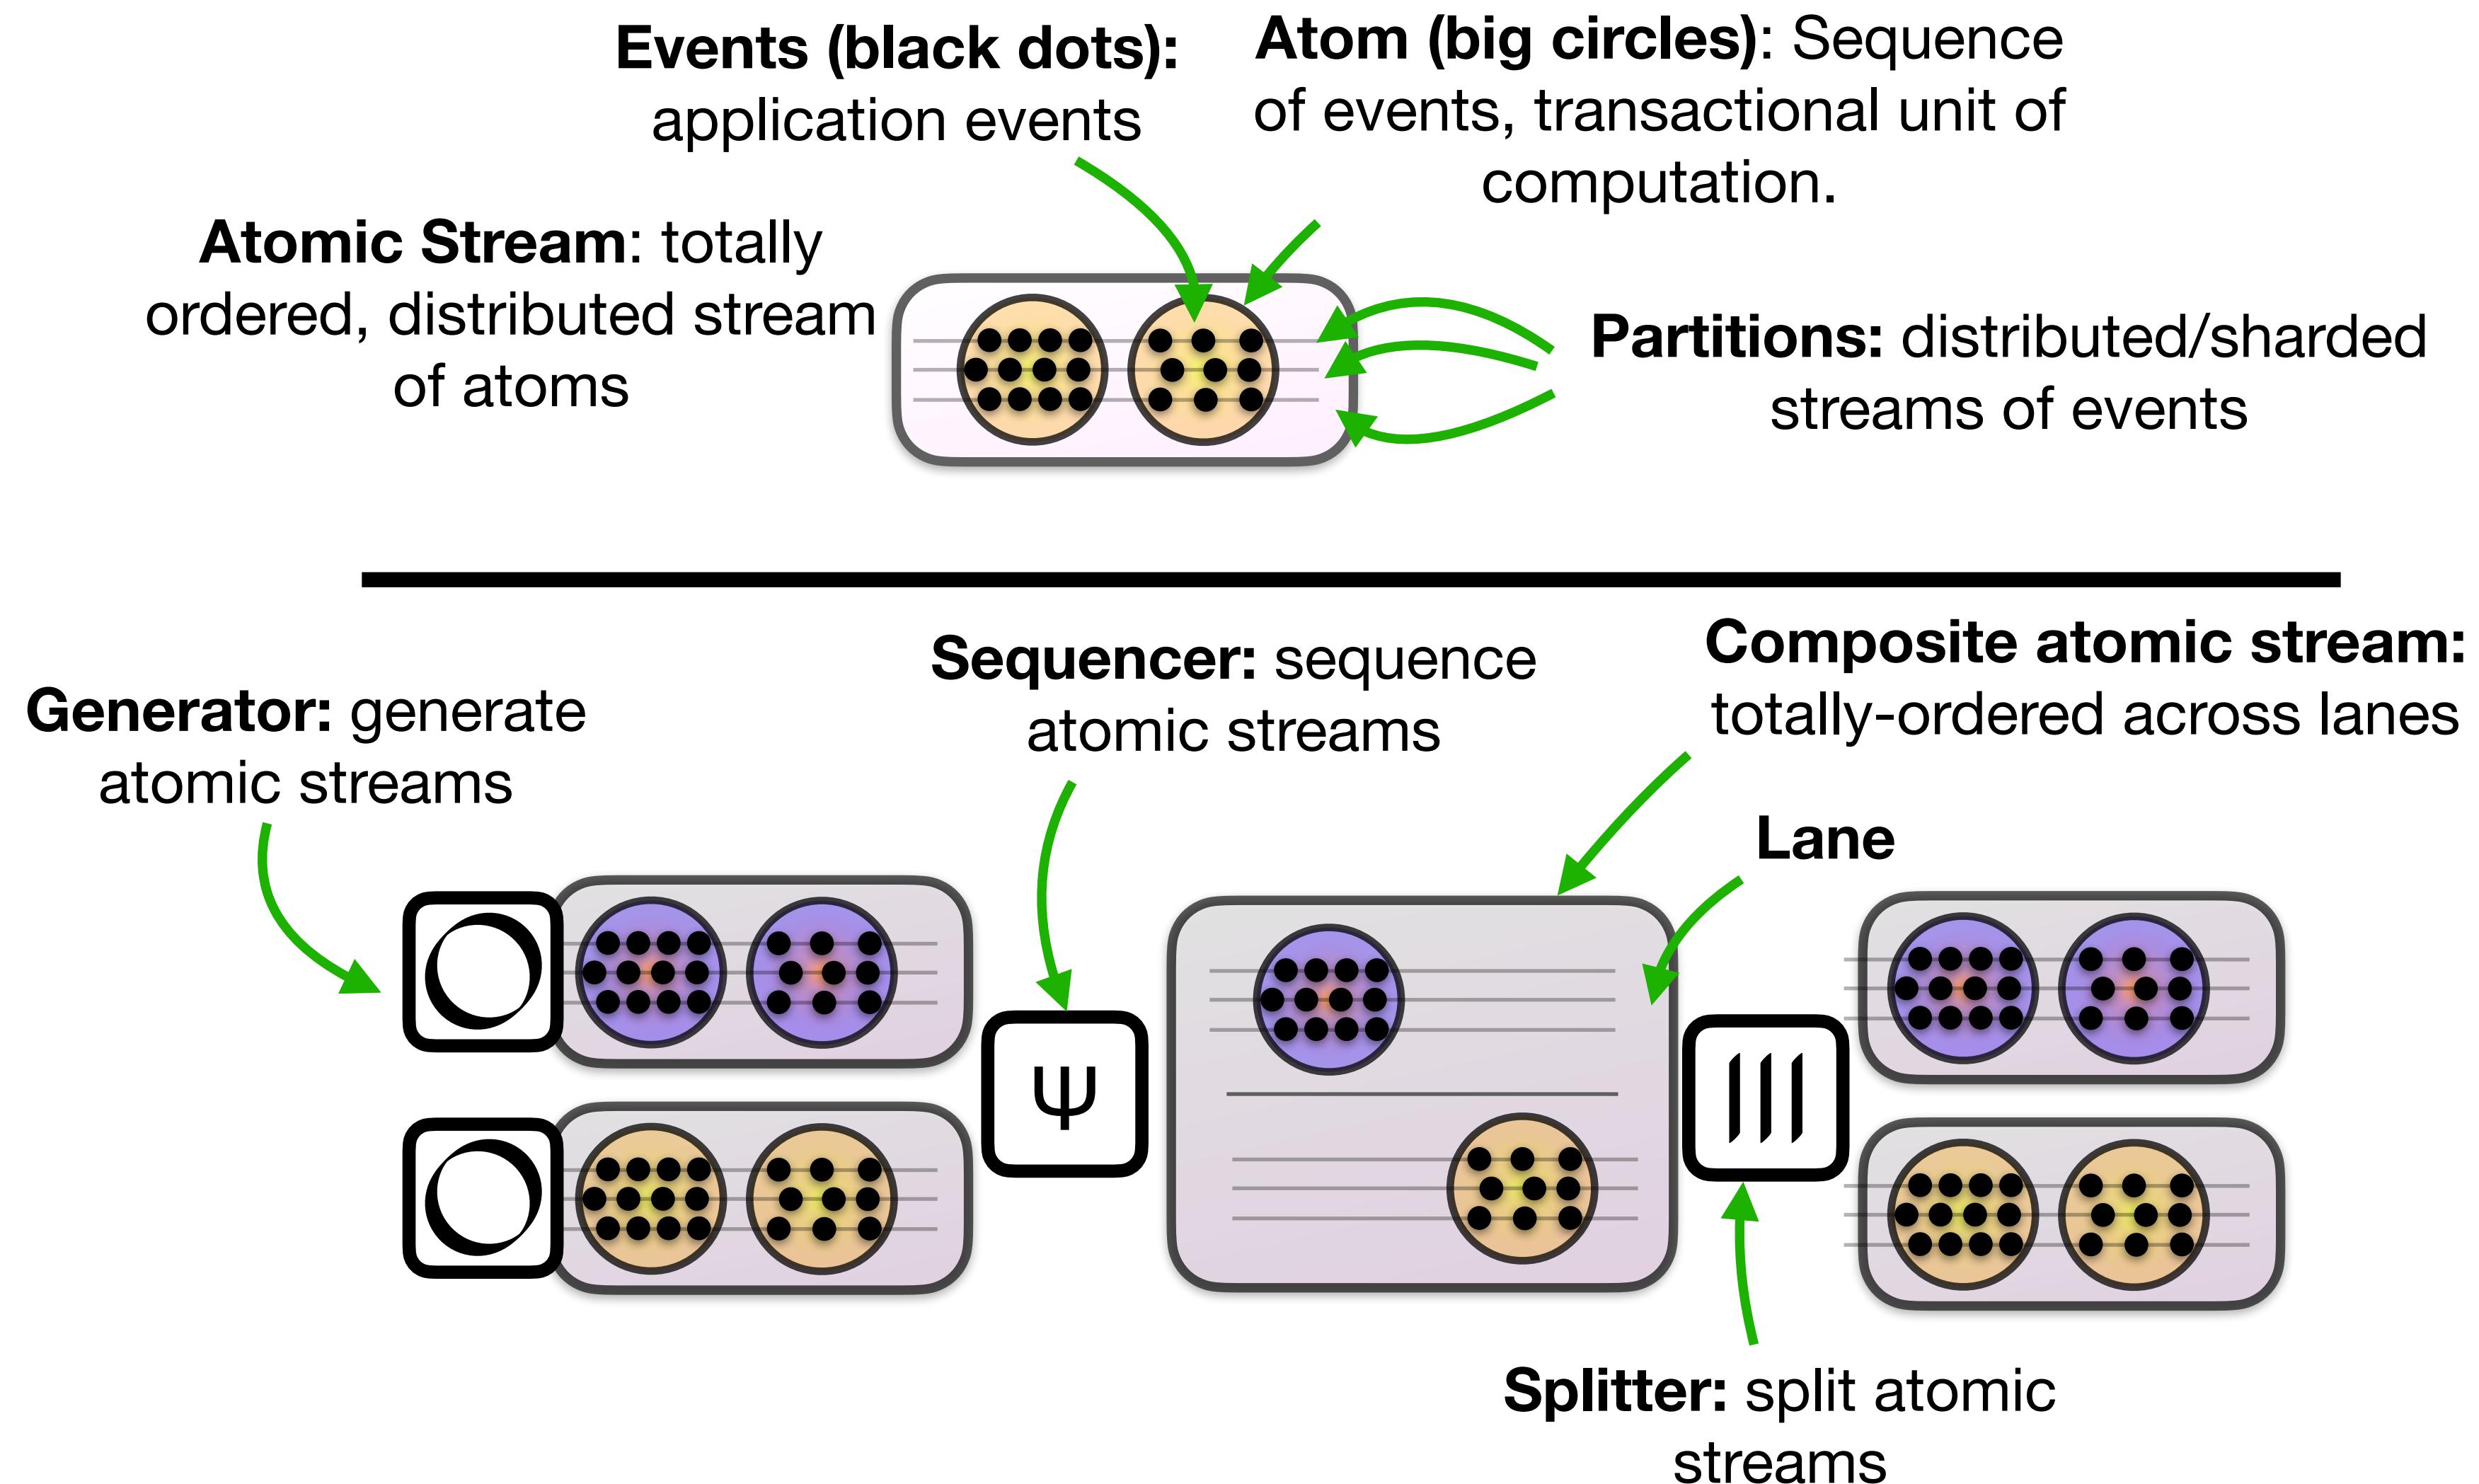 Events (black dots):
application events
Atom (big circles): Sequence
of events, transactional unit of
computation.
Atomic Stream: totally
ordered, distributed stream
of atoms
Partitions: distributed/sharded
streams of events
Generator: generate
atomic streams
Sequencer: sequence
atomic streams
Composite atomic stream:
totally-ordered across lanes
Lane
Ψ
Splitter: split atomic
streams